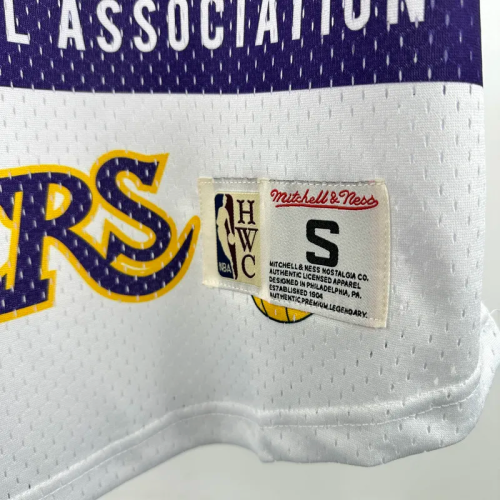 L ASSOCIATION
ERS
NBA
HWC
Mitchell & Ness
S
MITCHELL & NESS NOSTALGIA CO.
AUTHENTIC LICENSED APPAREL
DESIGNED IN PHILADELPHIA, PA.
ESTABLISHED 1904
AUTHENTIC,PREMIUM,LEGENDARY.